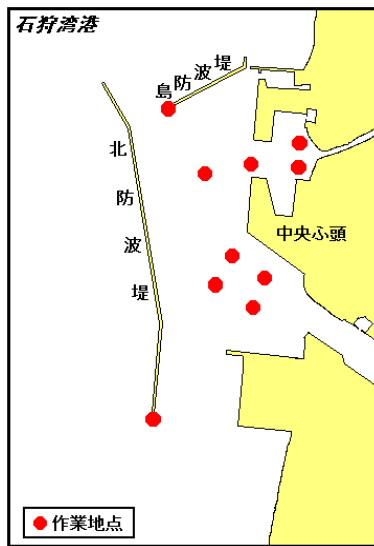 石狩湾港
島防波堤
北防波堤
中央ふ頭
作業地点